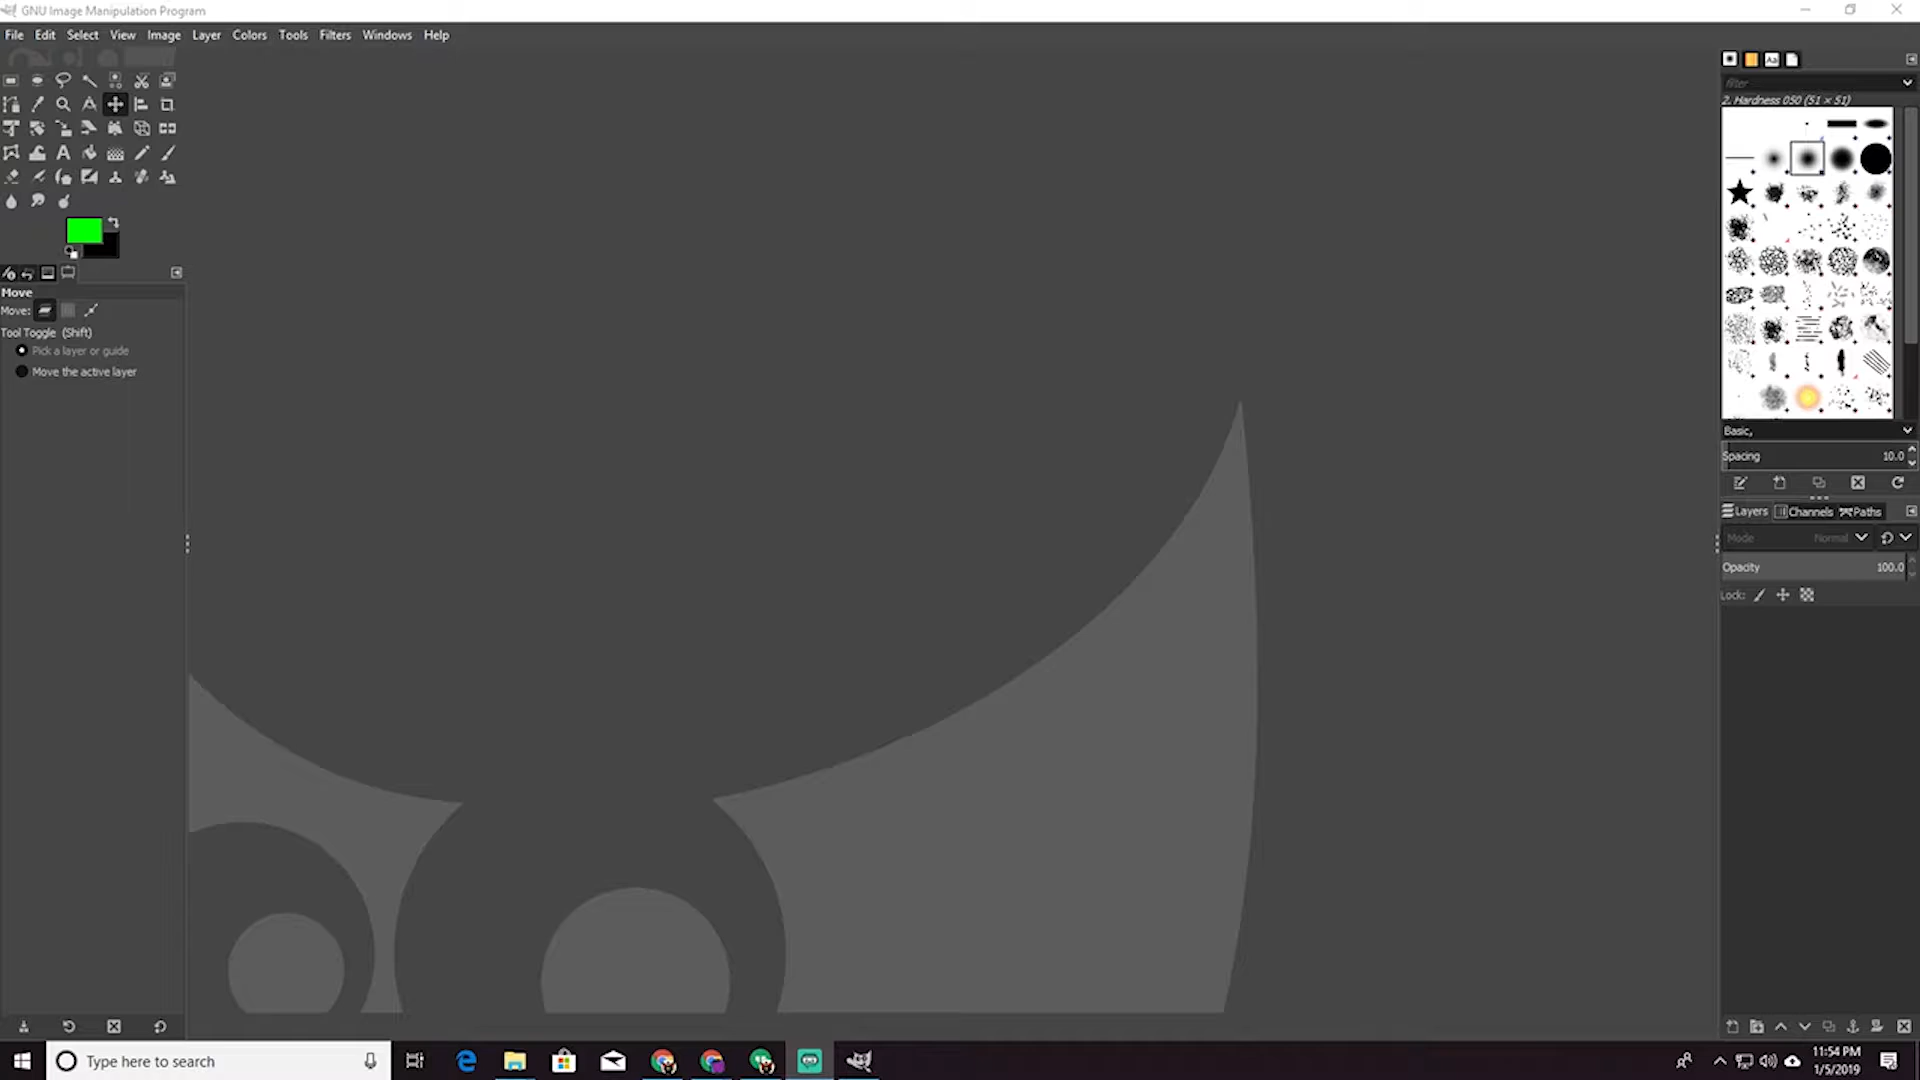 GNU Image Manipulation Program
File Edit Select View Image Layer Colors Tools Filters Windows Help
filter
2. Hardness 050 (51 × 51)
Move
Move:
Tool Toggle (Shift)
Pick a layer or guide
Move the active layer
Basic,
Spacing 10.0
Layers Channels Paths
Mode Normal
Opacity 100.0
Lock:
Type here to search
11:54 PM
1/5/2019